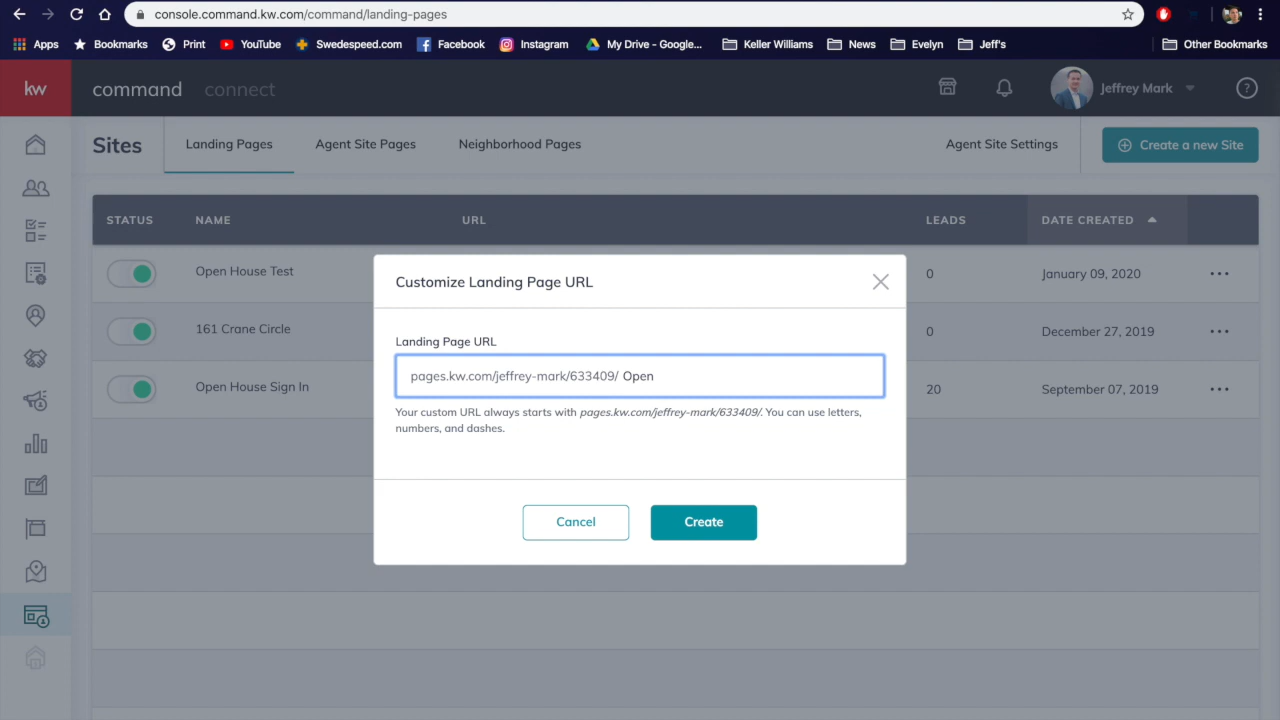 console.command.kw.com/command/landing-pages
Apps Bookmarks Print YouTube Swedespeed.com Facebook Instagram My Drive - Google... Keller Williams News Evelyn Jeff's Other Bookmarks
kw command connect Jeffrey Mark ?
Sites Landing Pages Agent Site Pages Neighborhood Pages Agent Site Settings Create a new Site
STATUS NAME URL LEADS DATE CREATED
Open House Test 0 January 09, 2020
161 Crane Circle 0 December 27, 2019
Open House Sign In 20 September 07, 2019
Customize Landing Page URL
Landing Page URL
pages.kw.com/jeffrey-mark/633409/ Open
Your custom URL always starts with pages.kw.com/jeffrey-mark/633409/. You can use letters,
numbers, and dashes.
Cancel Create